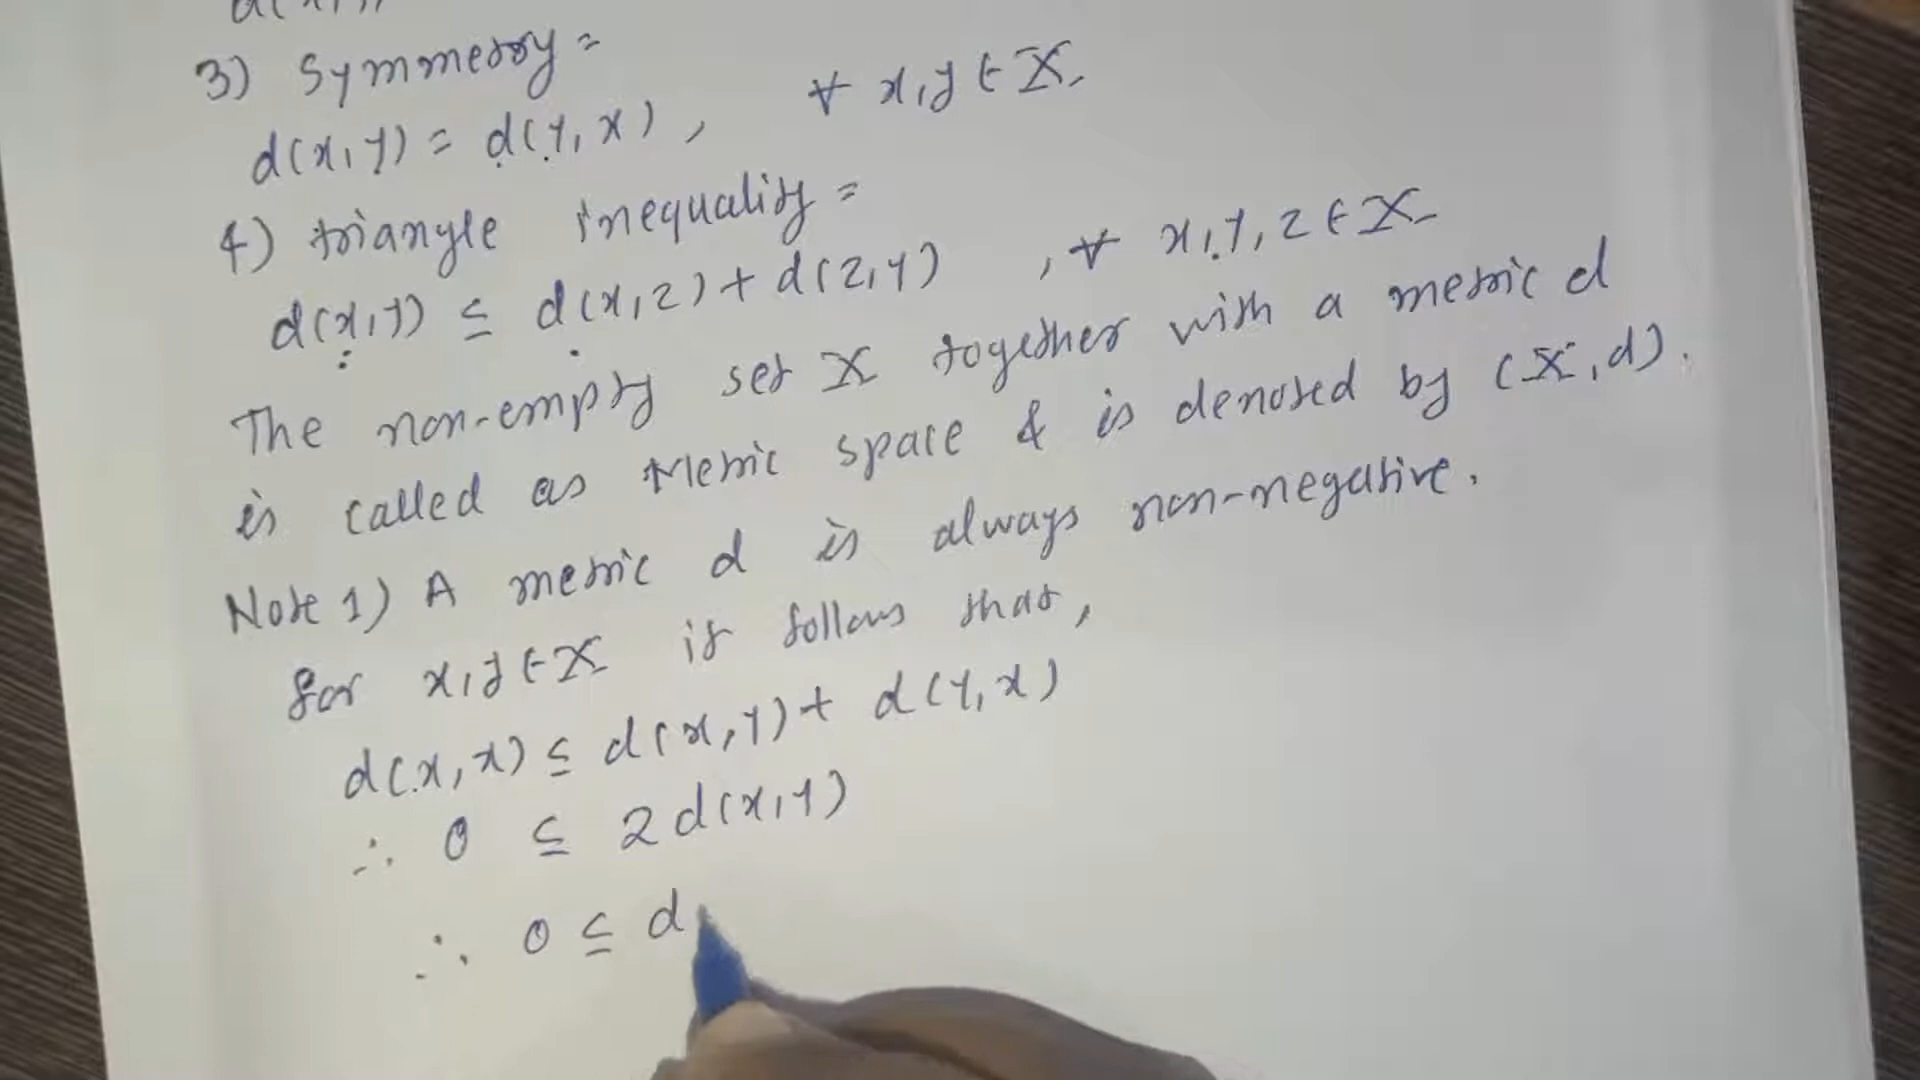 3) Symmetry =
d(x,y) = d(y,x), ∀ x,y ∈ X.
4) triangle inequality =
d(x,y) ≤ d(x,z) + d(z,y) , ∀ x,y,z ∈ X.
The non-empty set X together with a metric d
is called as Metric space & is denoted by (X,d).
Note 1) A metric d is always non-negative.
for x,y ∈ X it follows that,
d(x,x) ≤ d(x,y) + d(y,x)
∴ 0 ≤ 2d(x,y)
∴ 0 ≤ d